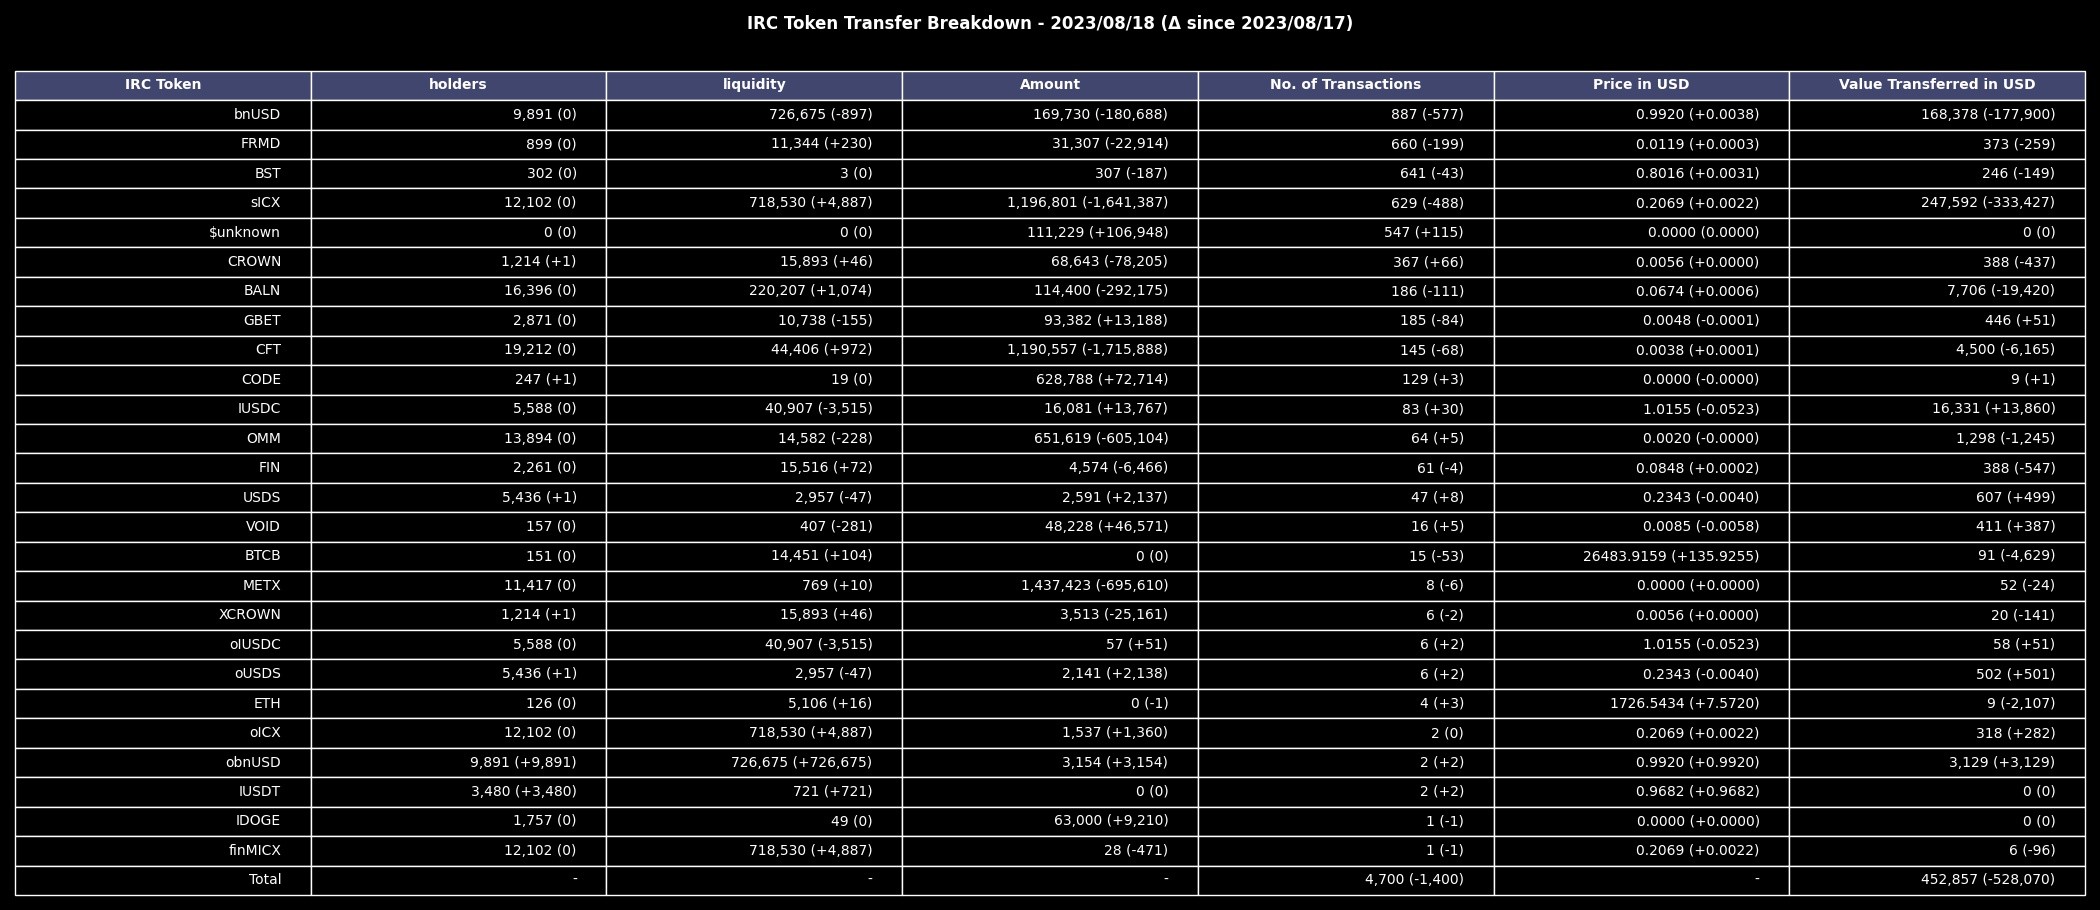 IRC Token Transfer Breakdown - 2023/08/18 (Δ since 2023/08/17)
IRC Token holders liquidity Amount No. of Transactions Price in USD Value Transferred in USD
bnUSD 9,891 (0) 726,675 (-897) 169,730 (-180,688) 887 (-577) 0.9920 (+0.0038) 168,378 (-177,900)
FRMD 899 (0) 11,344 (+230) 31,307 (-22,914) 660 (-199) 0.0119 (+0.0003) 373 (-259)
BST 302 (0) 3 (0) 307 (-187) 641 (-43) 0.8016 (+0.0031) 246 (-149)
sICX 12,102 (0) 718,530 (+4,887) 1,196,801 (-1,641,387) 629 (-488) 0.2069 (+0.0022) 247,592 (-333,427)
$unknown 0 (0) 0 (0) 111,229 (+106,948) 547 (+115) 0.0000 (0.0000) 0 (0)
CROWN 1,214 (+1) 15,893 (+46) 68,643 (-78,205) 367 (+66) 0.0056 (+0.0000) 388 (-437)
BALN 16,396 (0) 220,207 (+1,074) 114,400 (-292,175) 186 (-111) 0.0674 (+0.0006) 7,706 (-19,420)
GBET 2,871 (0) 10,738 (-155) 93,382 (+13,188) 185 (-84) 0.0048 (-0.0001) 446 (+51)
CFT 19,212 (0) 44,406 (+972) 1,190,557 (-1,715,888) 145 (-68) 0.0038 (+0.0001) 4,500 (-6,165)
CODE 247 (+1) 19 (0) 628,788 (+72,714) 129 (+3) 0.0000 (-0.0000) 9 (+1)
IUSDC 5,588 (0) 40,907 (-3,515) 16,081 (+13,767) 83 (+30) 1.0155 (-0.0523) 16,331 (+13,860)
OMM 13,894 (0) 14,582 (-228) 651,619 (-605,104) 64 (+5) 0.0020 (-0.0000) 1,298 (-1,245)
FIN 2,261 (0) 15,516 (+72) 4,574 (-6,466) 61 (-4) 0.0848 (+0.0002) 388 (-547)
USDS 5,436 (+1) 2,957 (-47) 2,591 (+2,137) 47 (+8) 0.2343 (-0.0040) 607 (+499)
VOID 157 (0) 407 (-281) 48,228 (+46,571) 16 (+5) 0.0085 (-0.0058) 411 (+387)
BTCB 151 (0) 14,451 (+104) 0 (0) 15 (-53) 26483.9159 (+135.9255) 91 (-4,629)
METX 11,417 (0) 769 (+10) 1,437,423 (-695,610) 8 (-6) 0.0000 (+0.0000) 52 (-24)
XCROWN 1,214 (+1) 15,893 (+46) 3,513 (-25,161) 6 (-2) 0.0056 (+0.0000) 20 (-141)
oIUSDC 5,588 (0) 40,907 (-3,515) 57 (+51) 6 (+2) 1.0155 (-0.0523) 58 (+51)
oUSDS 5,436 (+1) 2,957 (-47) 2,141 (+2,138) 6 (+2) 0.2343 (-0.0040) 502 (+501)
ETH 126 (0) 5,106 (+16) 0 (-1) 4 (+3) 1726.5434 (+7.5720) 9 (-2,107)
oICX 12,102 (0) 718,530 (+4,887) 1,537 (+1,360) 2 (0) 0.2069 (+0.0022) 318 (+282)
obnUSD 9,891 (+9,891) 726,675 (+726,675) 3,154 (+3,154) 2 (+2) 0.9920 (+0.9920) 3,129 (+3,129)
IUSDT 3,480 (+3,480) 721 (+721) 0 (0) 2 (+2) 0.9682 (+0.9682) 0 (0)
IDOGE 1,757 (0) 49 (0) 63,000 (+9,210) 1 (-1) 0.0000 (+0.0000) 0 (0)
finMICX 12,102 (0) 718,530 (+4,887) 28 (-471) 1 (-1) 0.2069 (+0.0022) 6 (-96)
Total - - - 4,700 (-1,400) - 452,857 (-528,070)